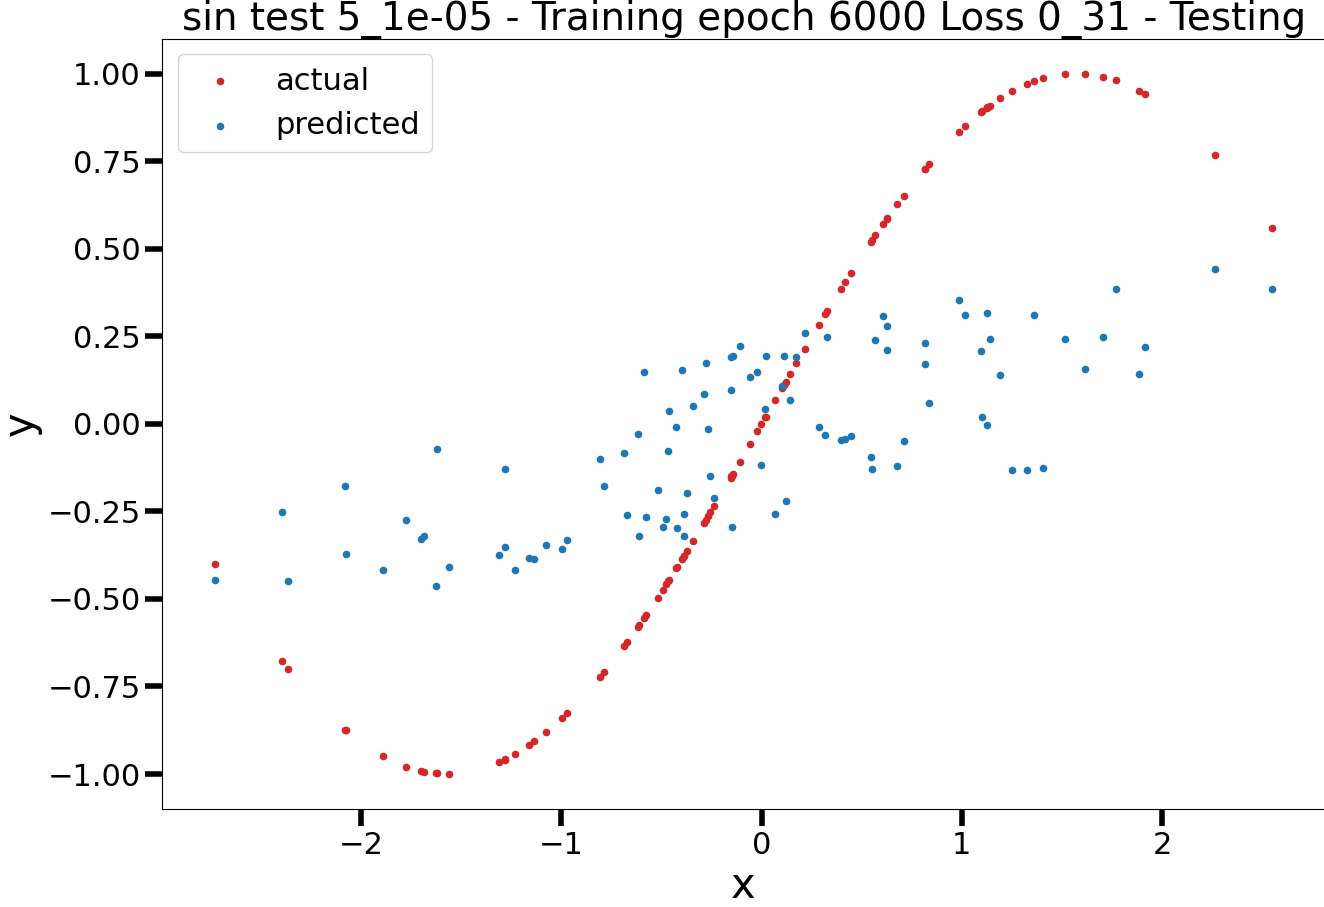 sin test 5_1e-05 - Training epoch 6000 Loss 0_31 - Testing
actual
predicted
1.00
0.75
0.50
0.25
0.00
−0.25
−0.50
−0.75
−1.00
y
−2 −1 0 1 2
x